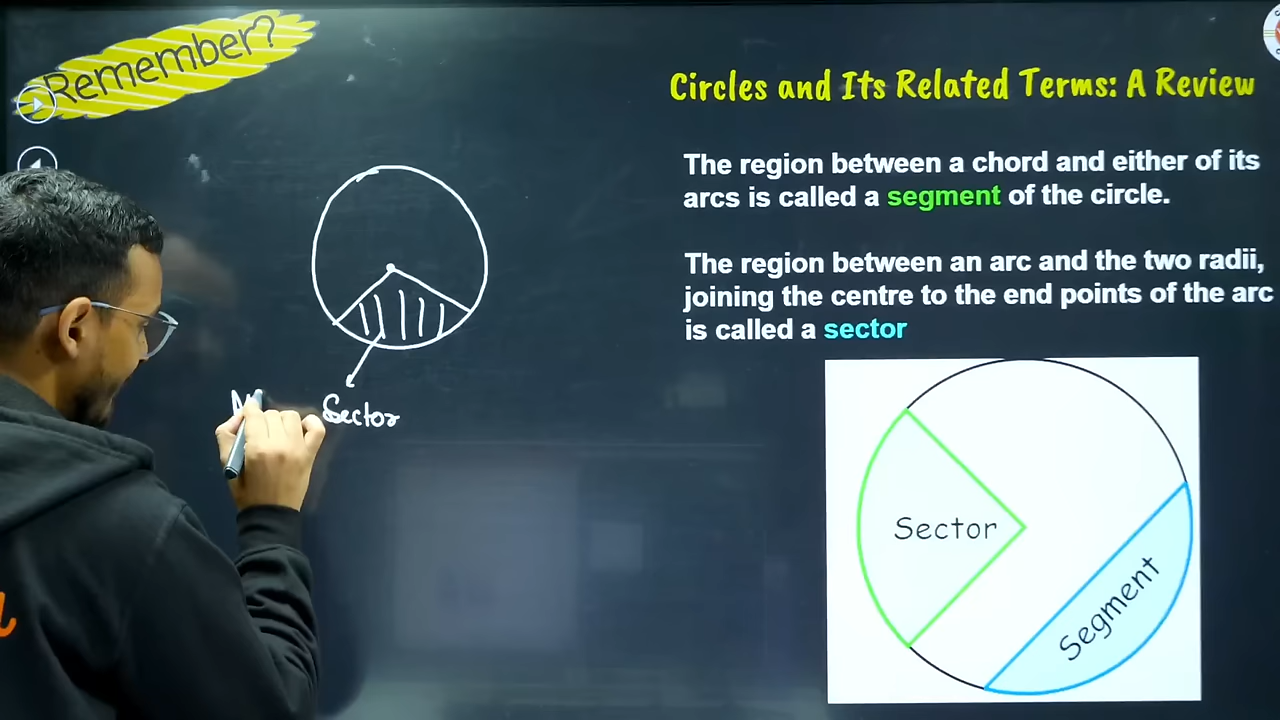 Remember?
Circles and Its Related Terms: A Review
The region between a chord and either of its
arcs is called a segment of the circle.
The region between an arc and the two radii,
joining the centre to the end points of the arc
is called a sector
Sector
Sector
Segment